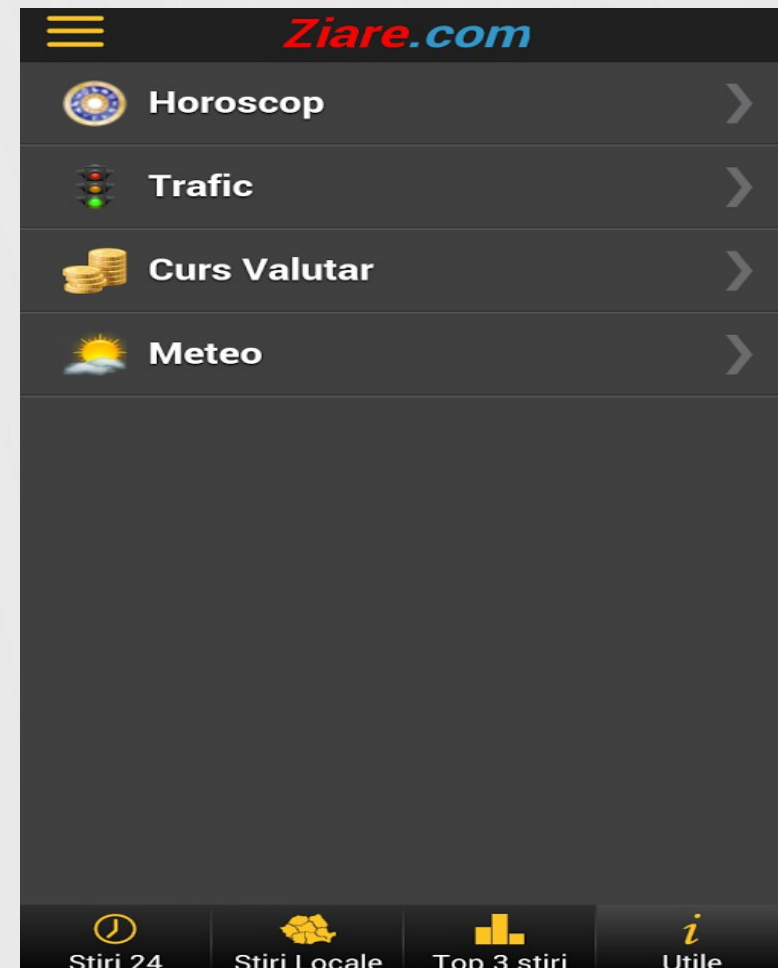 Ziare.com
Horoscop
Trafic
Curs Valutar
Meteo
Stiri 24
Stiri Locale
Top 3 stiri
Utile